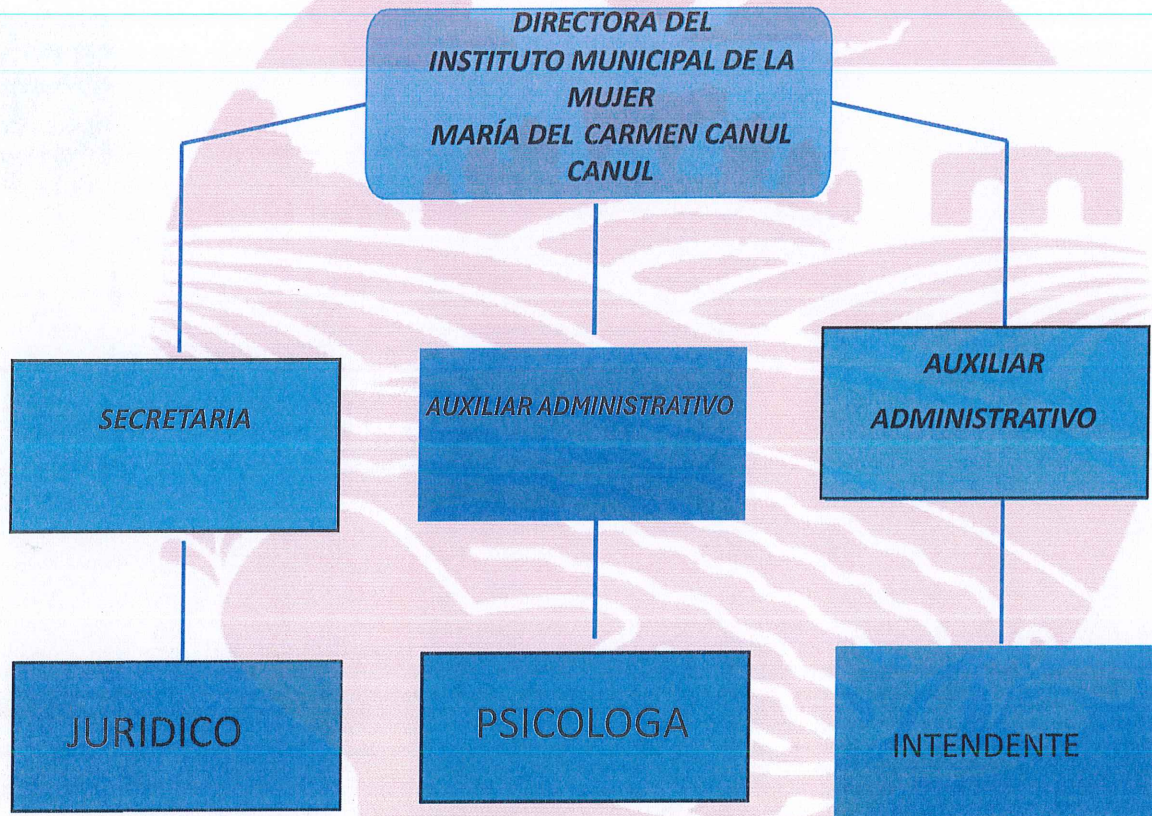 DIRECTORA DEL
INSTITUTO MUNICIPAL DE LA
MUJER
MARÍA DEL CARMEN CANUL
CANUL
SECRETARIA
AUXILIAR ADMINISTRATIVO
AUXILIAR
ADMINISTRATIVO
JURIDICO
PSICOLOGA
INTENDENTE